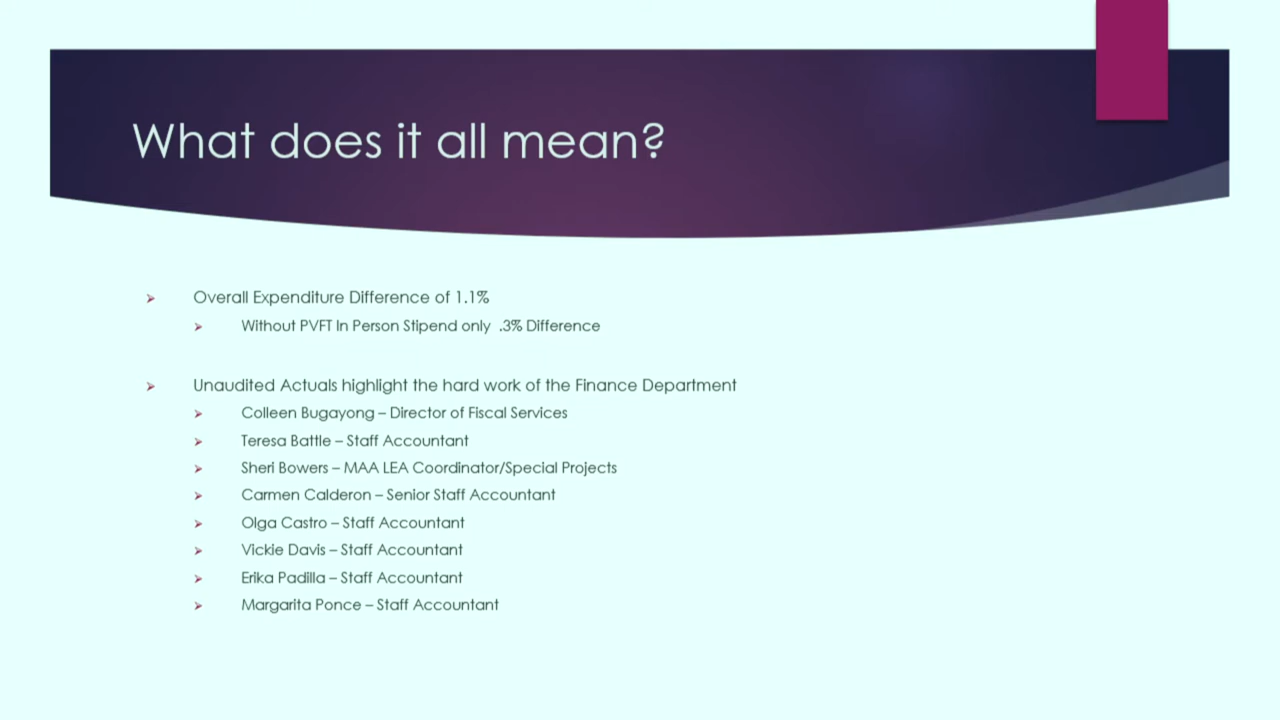 What does it all mean?
Overall Expenditure Difference of 1.1%
Without PVFT In Person Stipend only .3% Difference
Unaudited Actuals highlight the hard work of the Finance Department
Colleen Bugayong – Director of Fiscal Services
Teresa Battle – Staff Accountant
Sheri Bowers – MAA LEA Coordinator/Special Projects
Carmen Calderon – Senior Staff Accountant
Olga Castro – Staff Accountant
Vickie Davis – Staff Accountant
Erika Padilla – Staff Accountant
Margarita Ponce – Staff Accountant